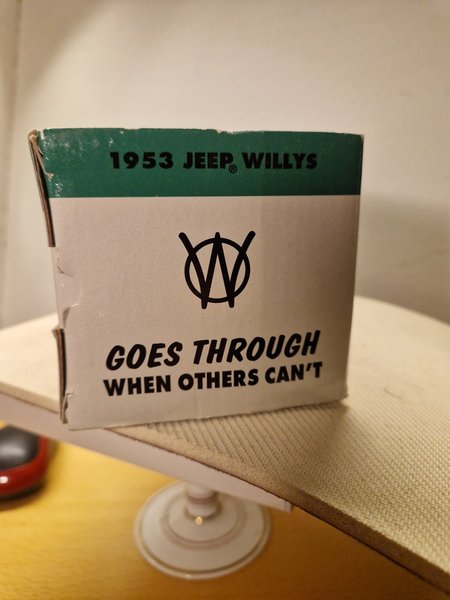 1953 JEEP® WILLYS
W
GOES THROUGH
WHEN OTHERS CAN'T